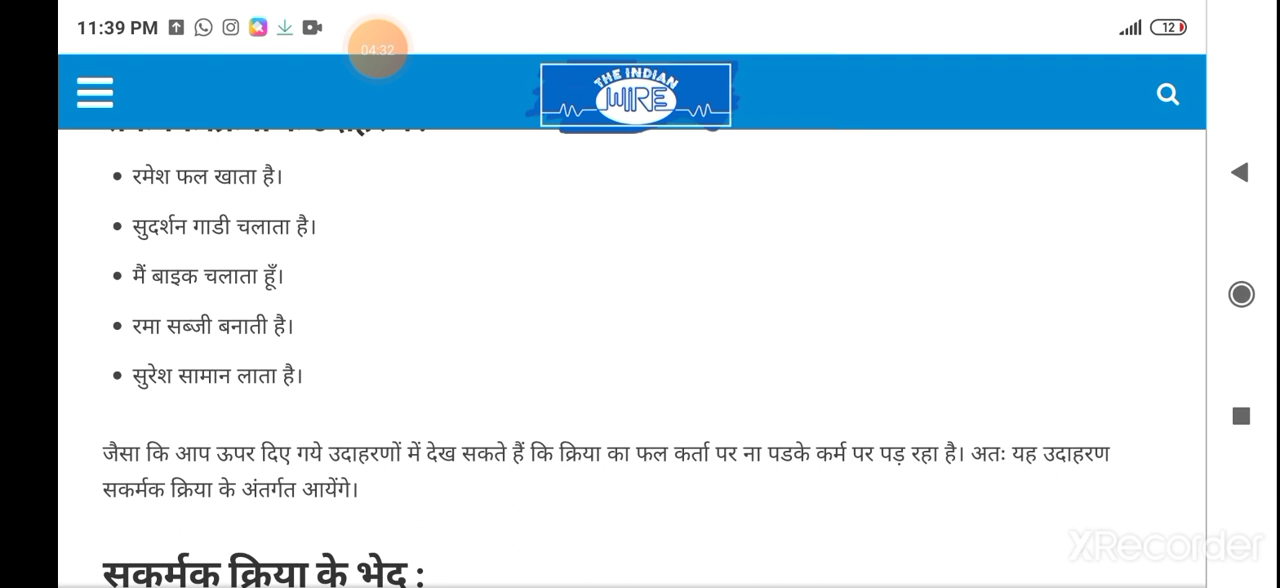 11:39 PM
04:32
12
THE INDIAN
WIRE
रमेश फल खाता है।
सुदर्शन गाडी चलाता है।
मैं बाइक चलाता हूँ।
रमा सब्जी बनाती है।
सुरेश सामान लाता है।
जैसा कि आप ऊपर दिए गये उदाहरणों में देख सकते हैं कि क्रिया का फल कर्ता पर ना पडके कर्म पर पड़ रहा है। अतः यह उदाहरण
सकर्मक क्रिया के अंतर्गत आयेंगे।
सकर्मक क्रिया के भेद :
XRecorder